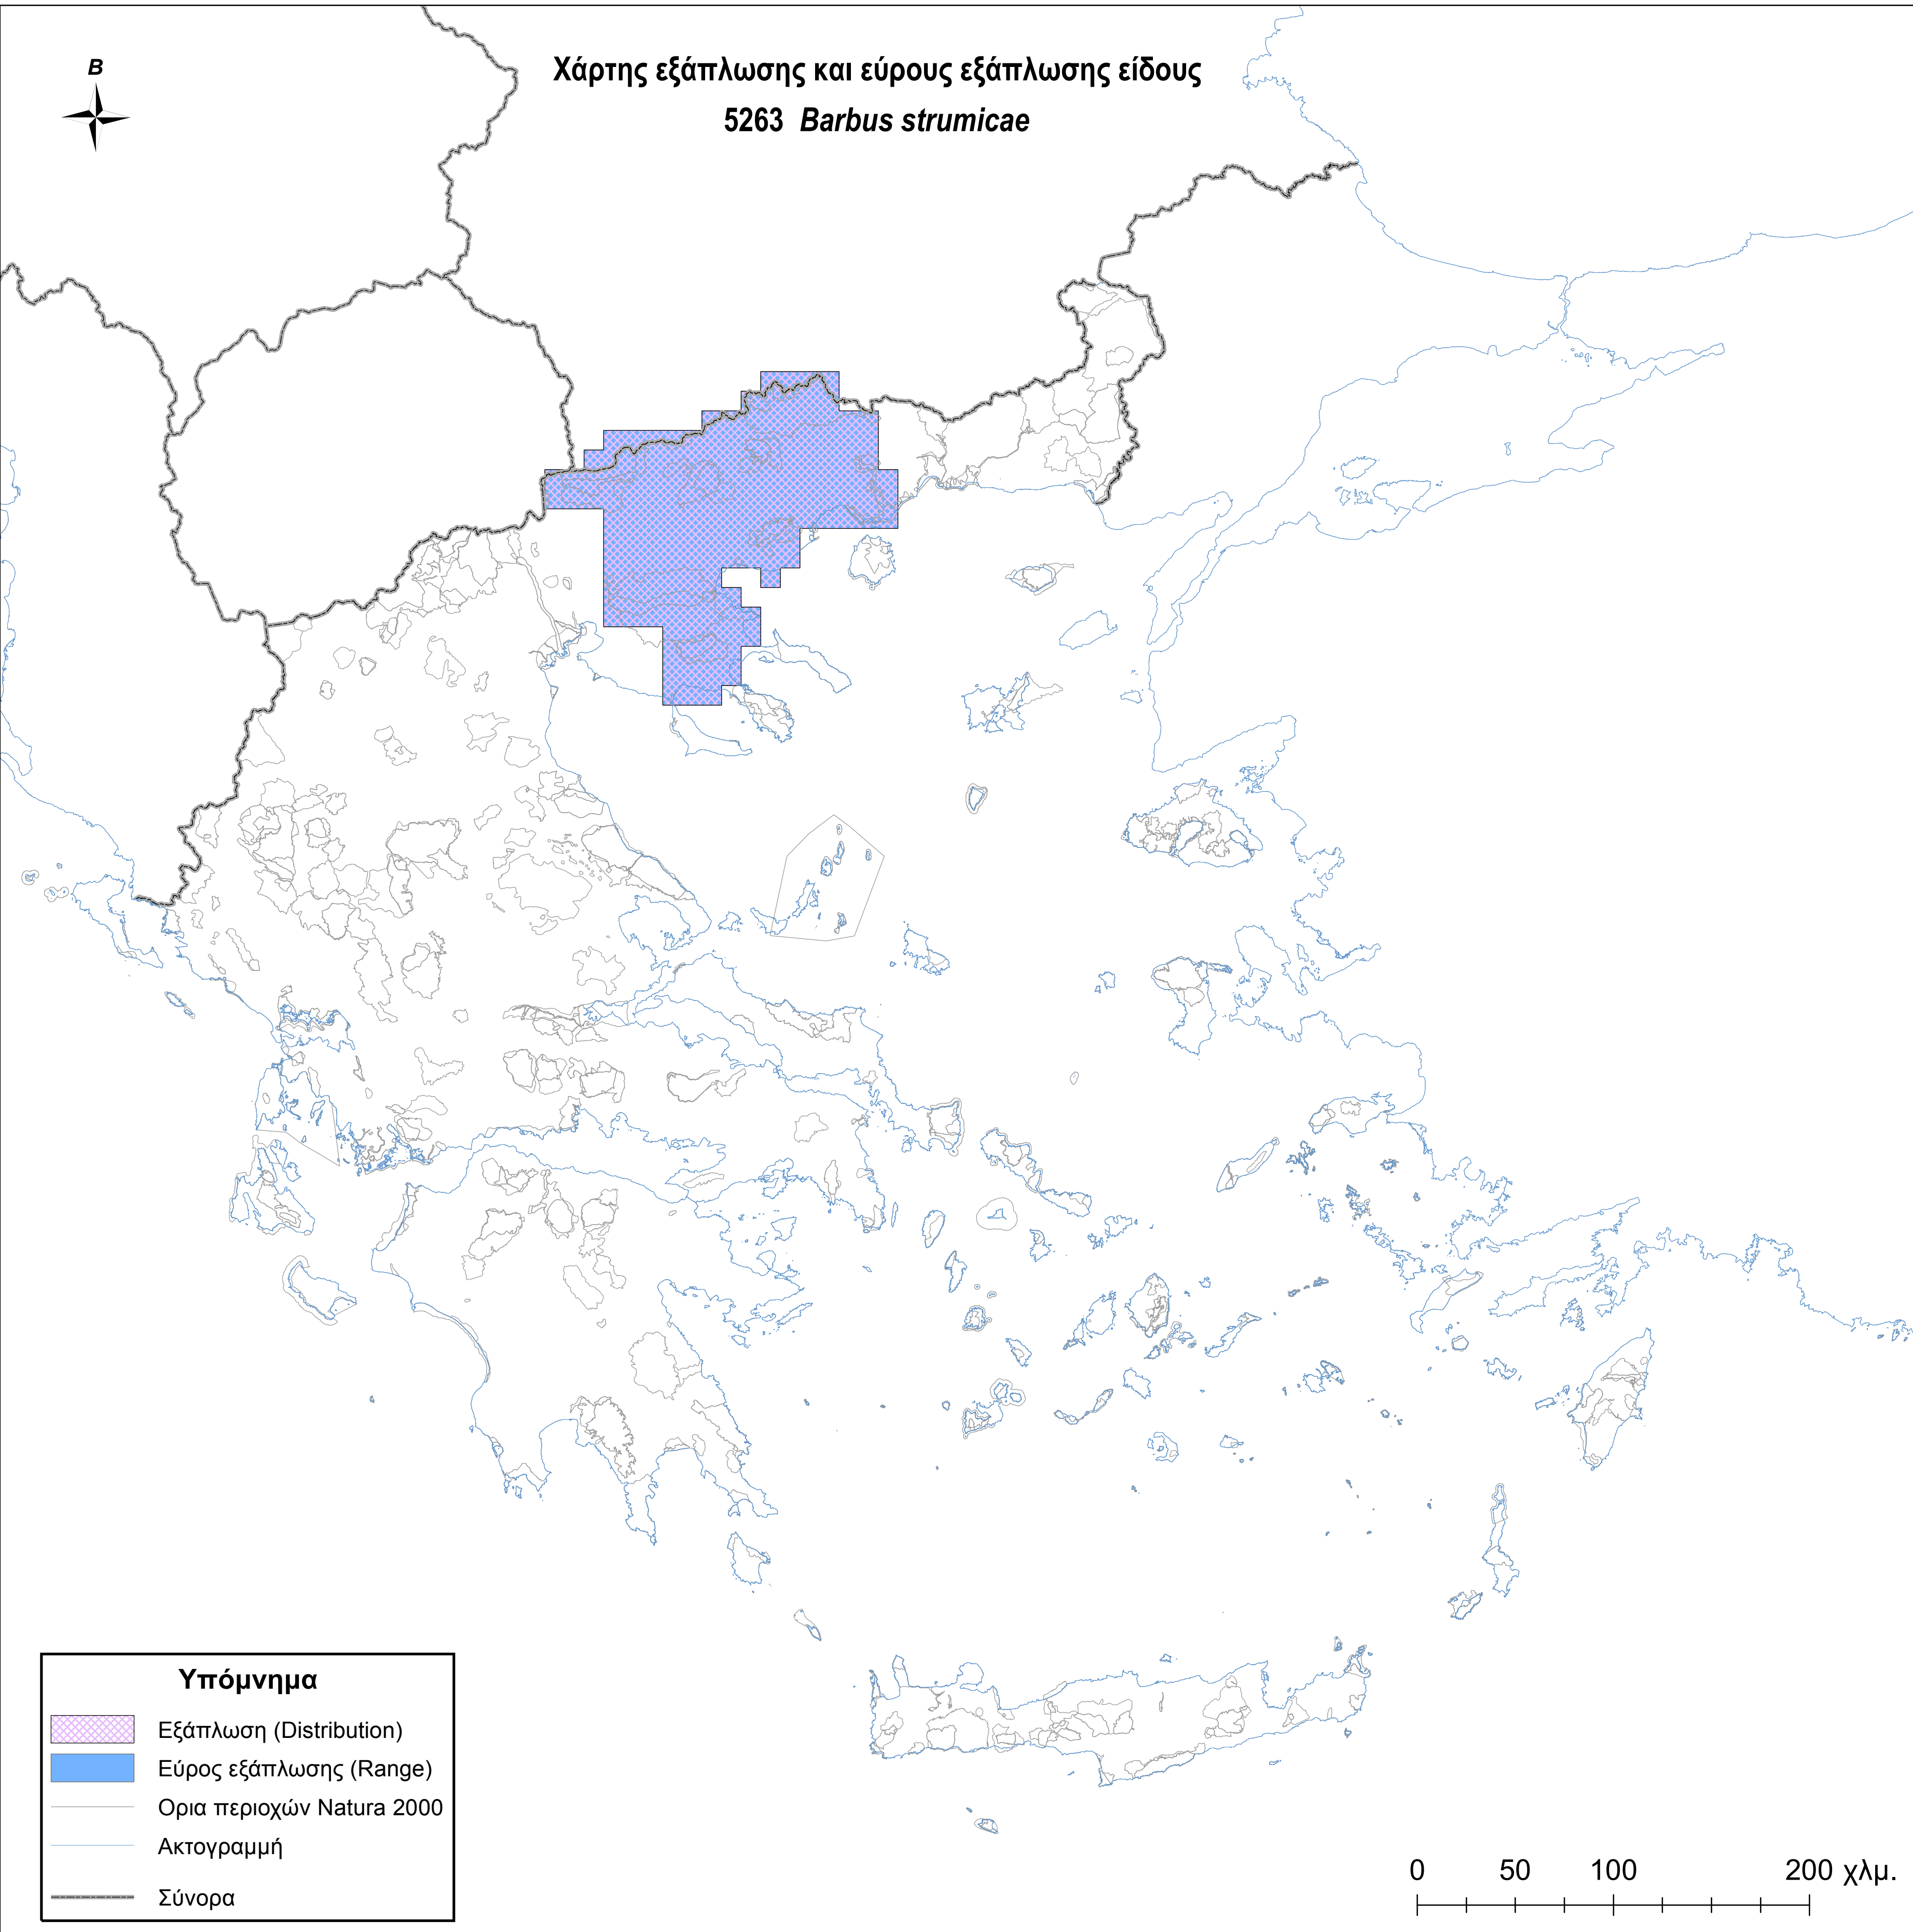 Χάρτης εξάπλωσης και εύρους εξάπλωσης είδους
5263 Barbus strumicae
Β
Υπόμνημα
Εξάπλωση (Distribution)
Εύρος εξάπλωσης (Range)
Ορια περιοχών Natura 2000
Ακτογραμμή
Σύνορα
0 50 100 200 χλμ.